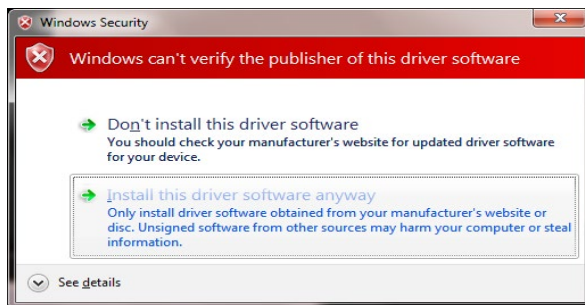 Windows Security
Windows can't verify the publisher of this driver software
Don't install this driver software
You should check your manufacturer's website for updated driver software
for your device.
Install this driver software anyway
Only install driver software obtained from your manufacturer's website or
disc. Unsigned software from other sources may harm your computer or steal
information.
See details